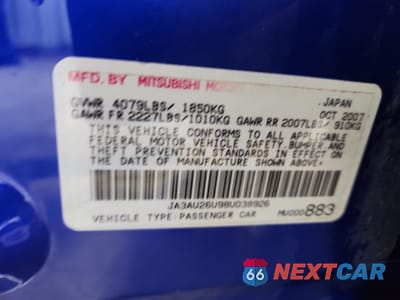 MFD. BY MITSUBISHI MOTORS
JAPAN
GVWR 4079LBS/ 1850KG
OCT 2007
GAWR FR 2227LBS/1010KG GAWR RR 2007LBS/ 910KG
THIS VEHICLE CONFORMS TO ALL APPLICABLE
FEDERAL MOTOR VEHICLE SAFETY,BUMPER,AND
THEFT PREVENTION STANDARDS IN EFFECT ON
THE DATE OF MANUFACTURE SHOWN ABOVE.
JA3AU26U98U038926
VEHICLE TYPE:PASSENGER CAR
MU000883
66 NEXTCAR